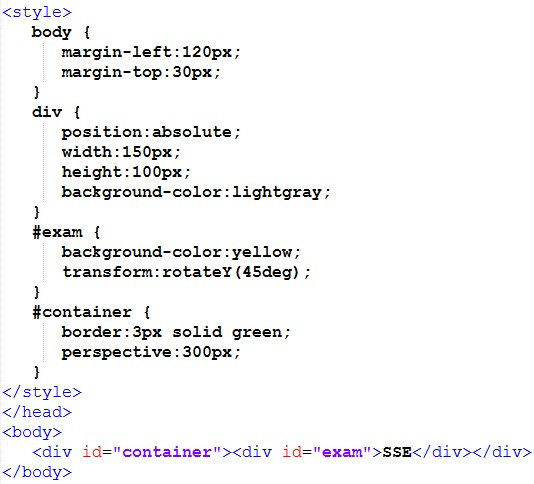 <style>
body {
margin-left:120px;
margin-top:30px;
}
div {
position:absolute;
width:150px;
height:100px;
background-color:lightgray;
}
#exam {
background-color:yellow;
transform:rotateY(45deg);
}
#container {
border:3px solid green;
perspective:300px;
}
</style>
</head>
<body>
<div id="container"><div id="exam">SSE</div></div>
</body>